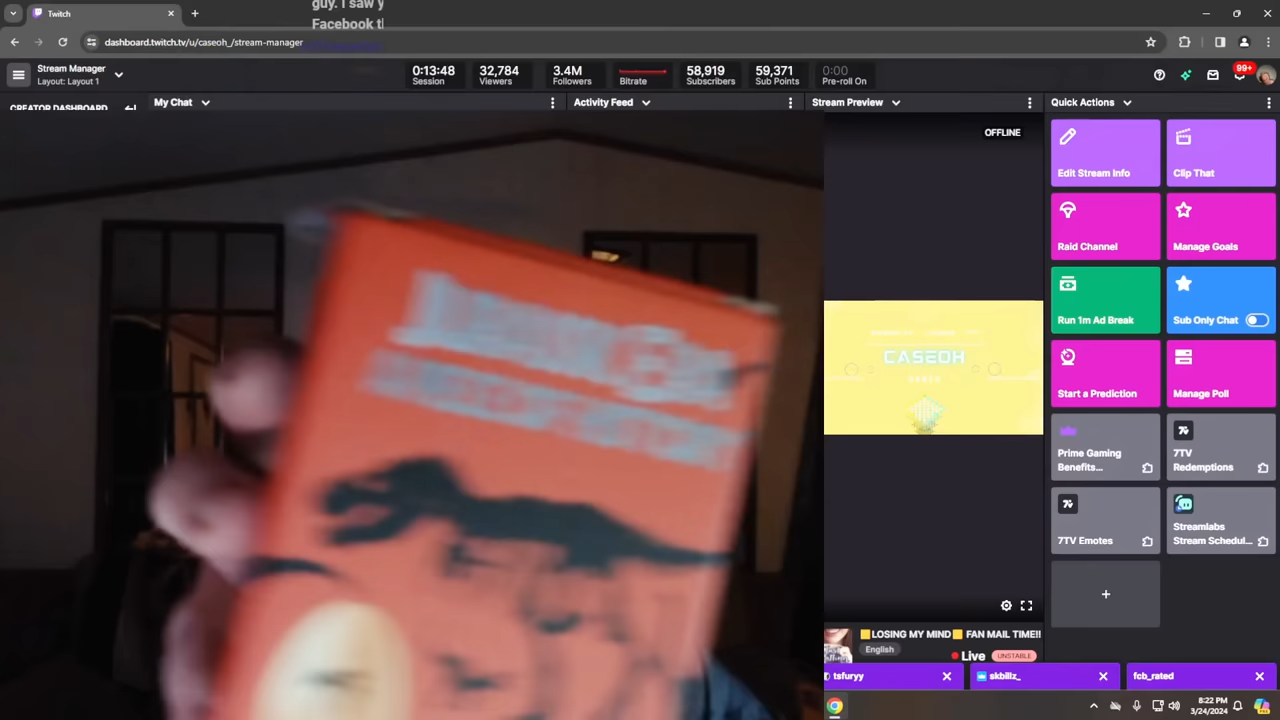 Twitch
guy. I saw y
Facebook t
dashboard.twitch.tv/u/caseoh_/stream-manager
Stream Manager
Layout: Layout 1
0:13:48
Session
32,784
Viewers
3.4M
Followers
Bitrate
58,919
Subscribers
59,371
Sub Points
0:00
Pre-roll On
99+
CREATOR DASHBOARD
My Chat
Activity Feed
Stream Preview
Quick Actions
OFFLINE
CASEOH
Edit Stream Info
Clip That
Raid Channel
Manage Goals
Run 1m Ad Break
Sub Only Chat
Start a Prediction
Manage Poll
Prime Gaming
Benefits...
7TV
Redemptions
7TV Emotes
Streamlabs
Stream Schedul...
LOSING MY MIND FAN MAIL TIME!!
English
Live
UNSTABLE
tsfuryy
skbillz_
fcb_rated
8:22 PM
3/24/2024